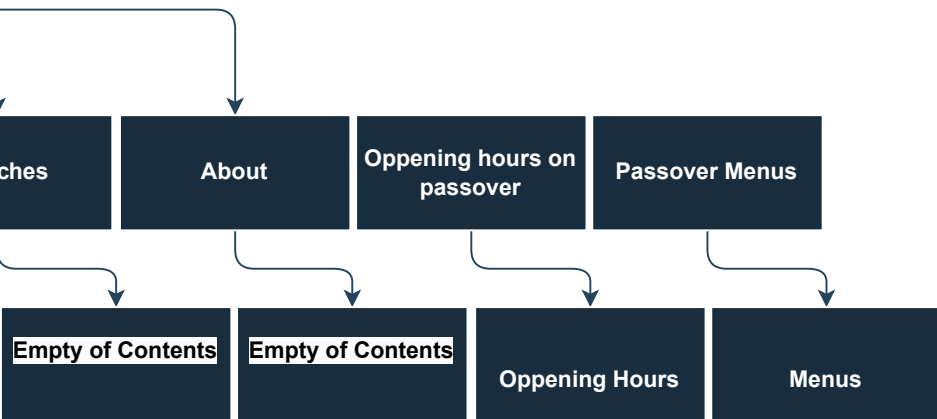 ches
About
Oppening hours on
passover
Passover Menus
Empty of Contents
Empty of Contents
Oppening Hours
Menus